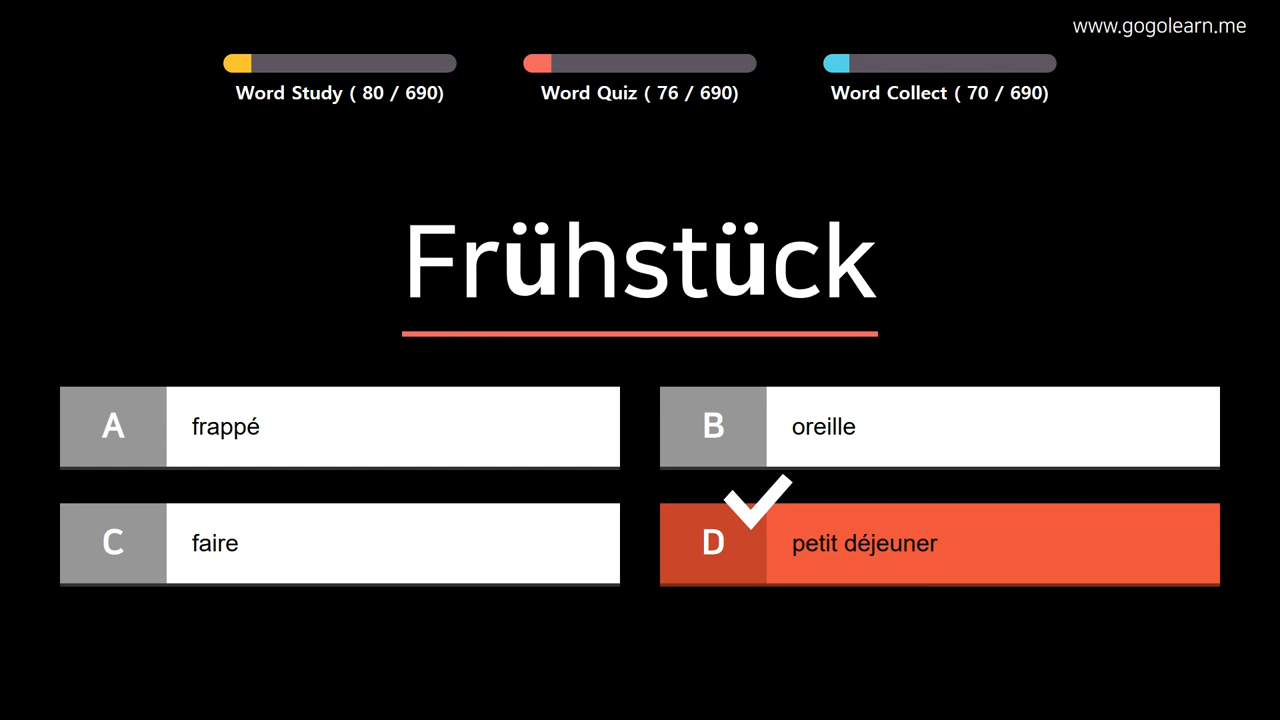 www.gogolearn.me
Word Study ( 80 / 690)
Word Quiz ( 76 / 690)
Word Collect ( 70 / 690)
Frühstück
A frappé
B oreille
C faire
D petit déjeuner